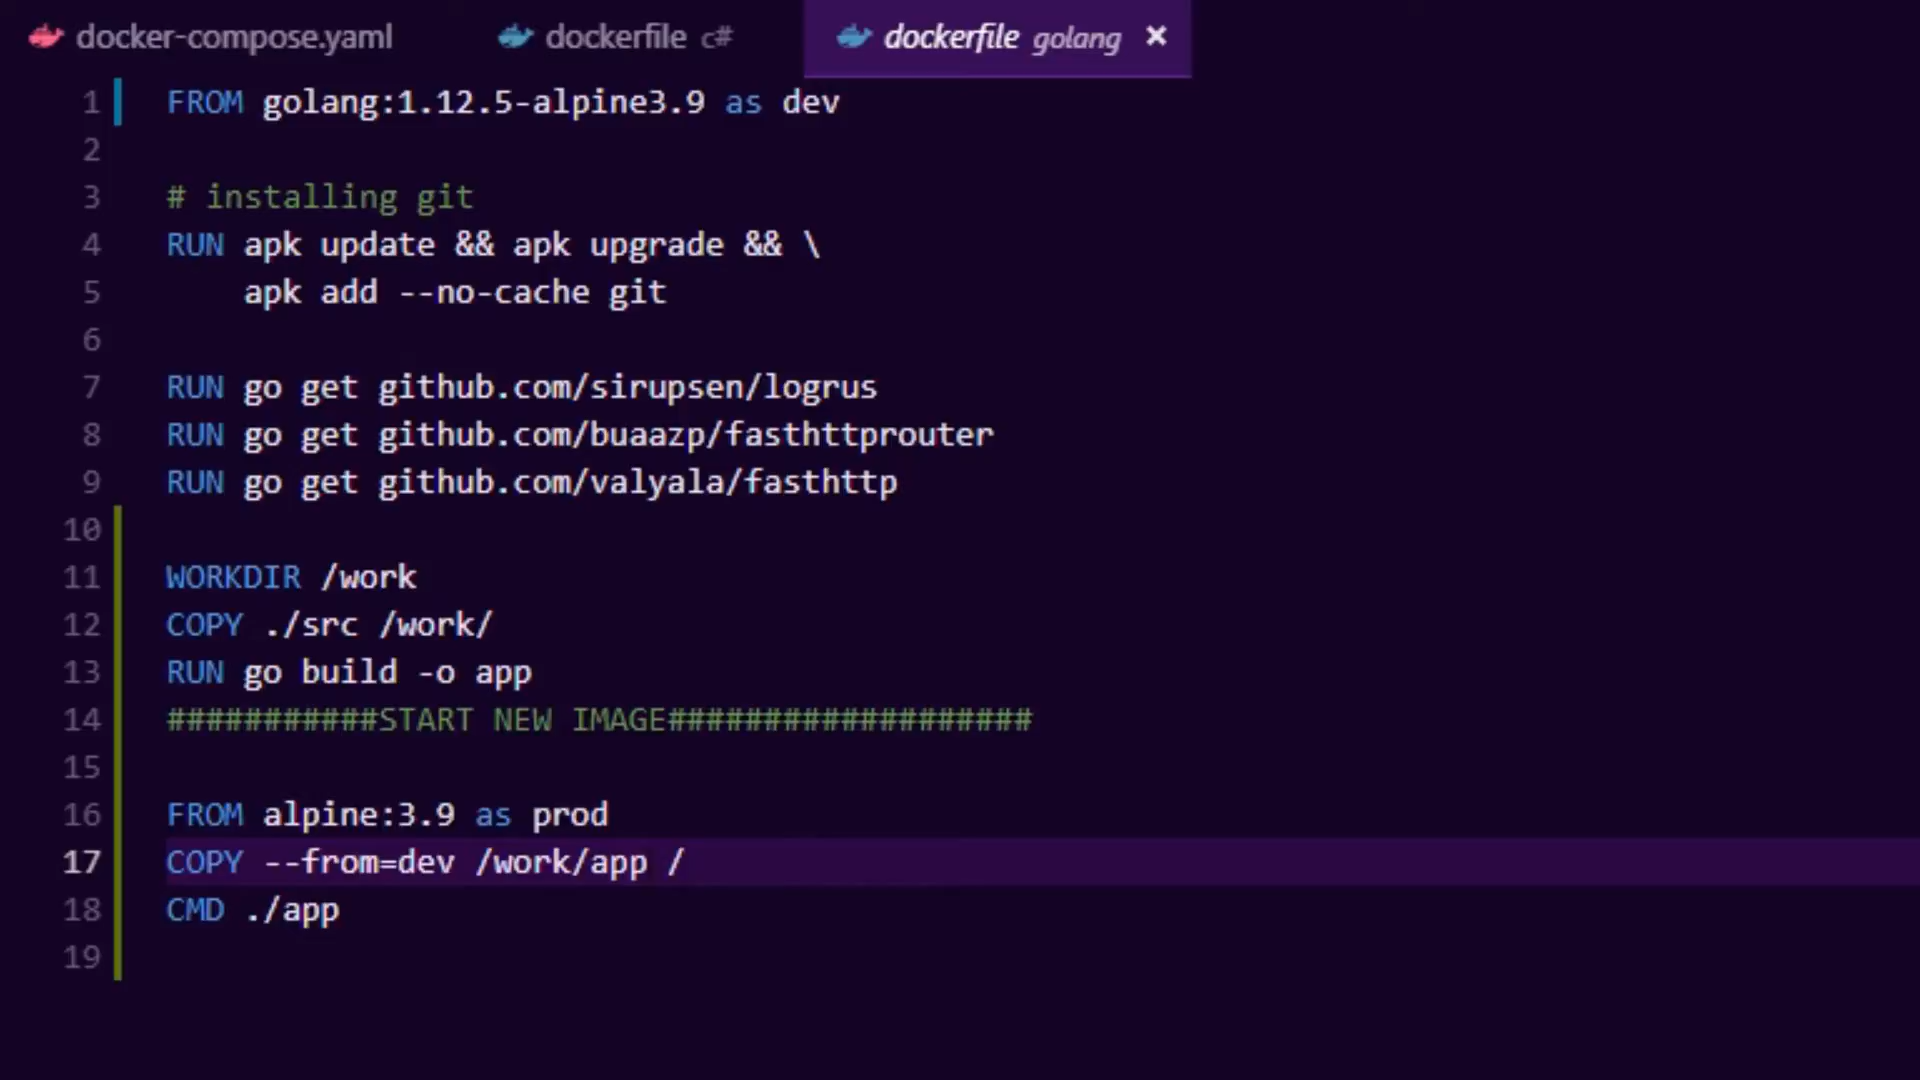 docker-compose.yaml dockerfile c# dockerfile golang ×
1 FROM golang:1.12.5-alpine3.9 as dev
2
3 # installing git
4 RUN apk update && apk upgrade && \
5     apk add --no-cache git
6
7 RUN go get github.com/sirupsen/logrus
8 RUN go get github.com/buaazp/fasthttprouter
9 RUN go get github.com/valyala/fasthttp
10
11 WORKDIR /work
12 COPY ./src /work/
13 RUN go build -o app
14 ###########START NEW IMAGE###################
15
16 FROM alpine:3.9 as prod
17 COPY --from=dev /work/app /
18 CMD ./app
19